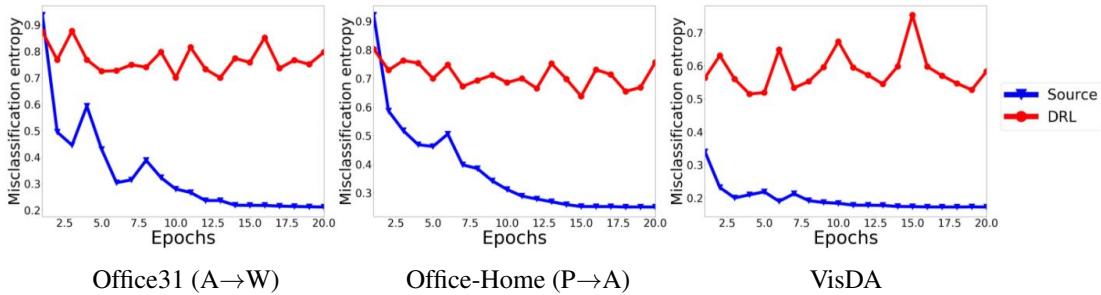 Misclassification entropy
0.9
0.8
0.7
0.6
0.5
0.4
0.3
0.2
2.5 5.0 7.5 10.0 12.5 15.0 17.5 20.0
Epochs
Office31 (A→W)
Misclassification entropy
0.9
0.8
0.7
0.6
0.5
0.4
0.3
2.5 5.0 7.5 10.0 12.5 15.0 17.5 20.0
Epochs
Office-Home (P→A)
Misclassification entropy
0.7
0.6
0.5
0.4
0.3
0.2
2.5 5.0 7.5 10.0 12.5 15.0 17.5 20.0
Epochs
VisDA
Source
DRL